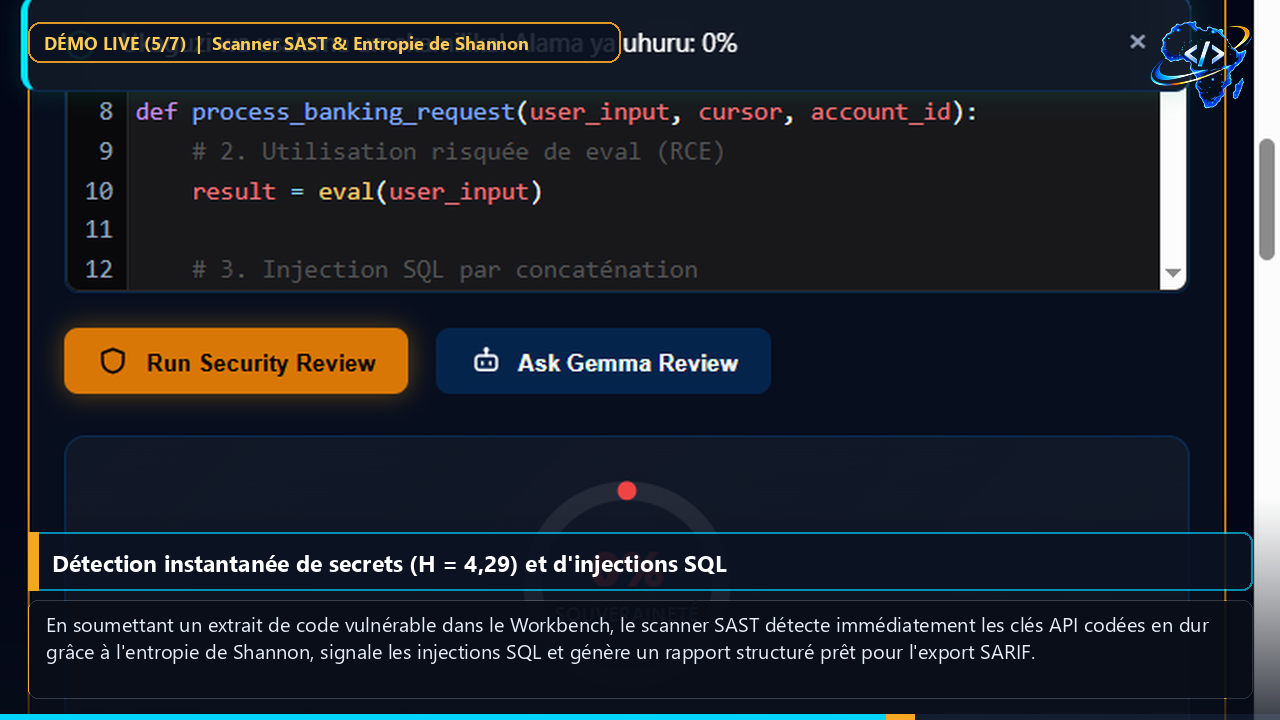 DÉMO LIVE (5/7) | Scanner SAST & Entropie de Shannon
uhuru: 0%
</>
8 def process_banking_request(user_input, cursor, account_id):
9 # 2. Utilisation risquée de eval (RCE)
10 result = eval(user_input)
11
12 # 3. Injection SQL par concaténation
Run Security Review
Ask Gemma Review
0%
SOUVERAINETÉ
Détection instantanée de secrets (H = 4,29) et d'injections SQL
En soumettant un extrait de code vulnérable dans le Workbench, le scanner SAST détecte immédiatement les clés API codées en dur
grâce à l'entropie de Shannon, signale les injections SQL et génère un rapport structuré prêt pour l'export SARIF.